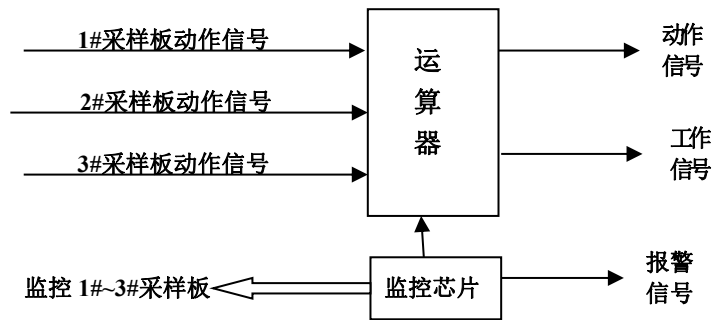 1#采样板动作信号
2#采样板动作信号
3#采样板动作信号
运
算
器
动作
信号
工作
信号
监控 1#~3#采样板
监控芯片
报警
信号